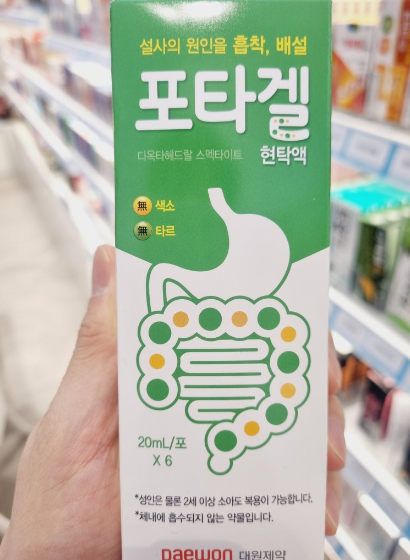 설사의 원인을 흡착, 배설
포타겔
디옥타헤드랄 스멕타이트 현탁액
無 색소
無 타르
20mL/포
X 6
*성인은 물론 2세 이상 소아도 복용이 가능합니다.
*체내에 흡수되지 않는 약물입니다.
Daewon 대원제약